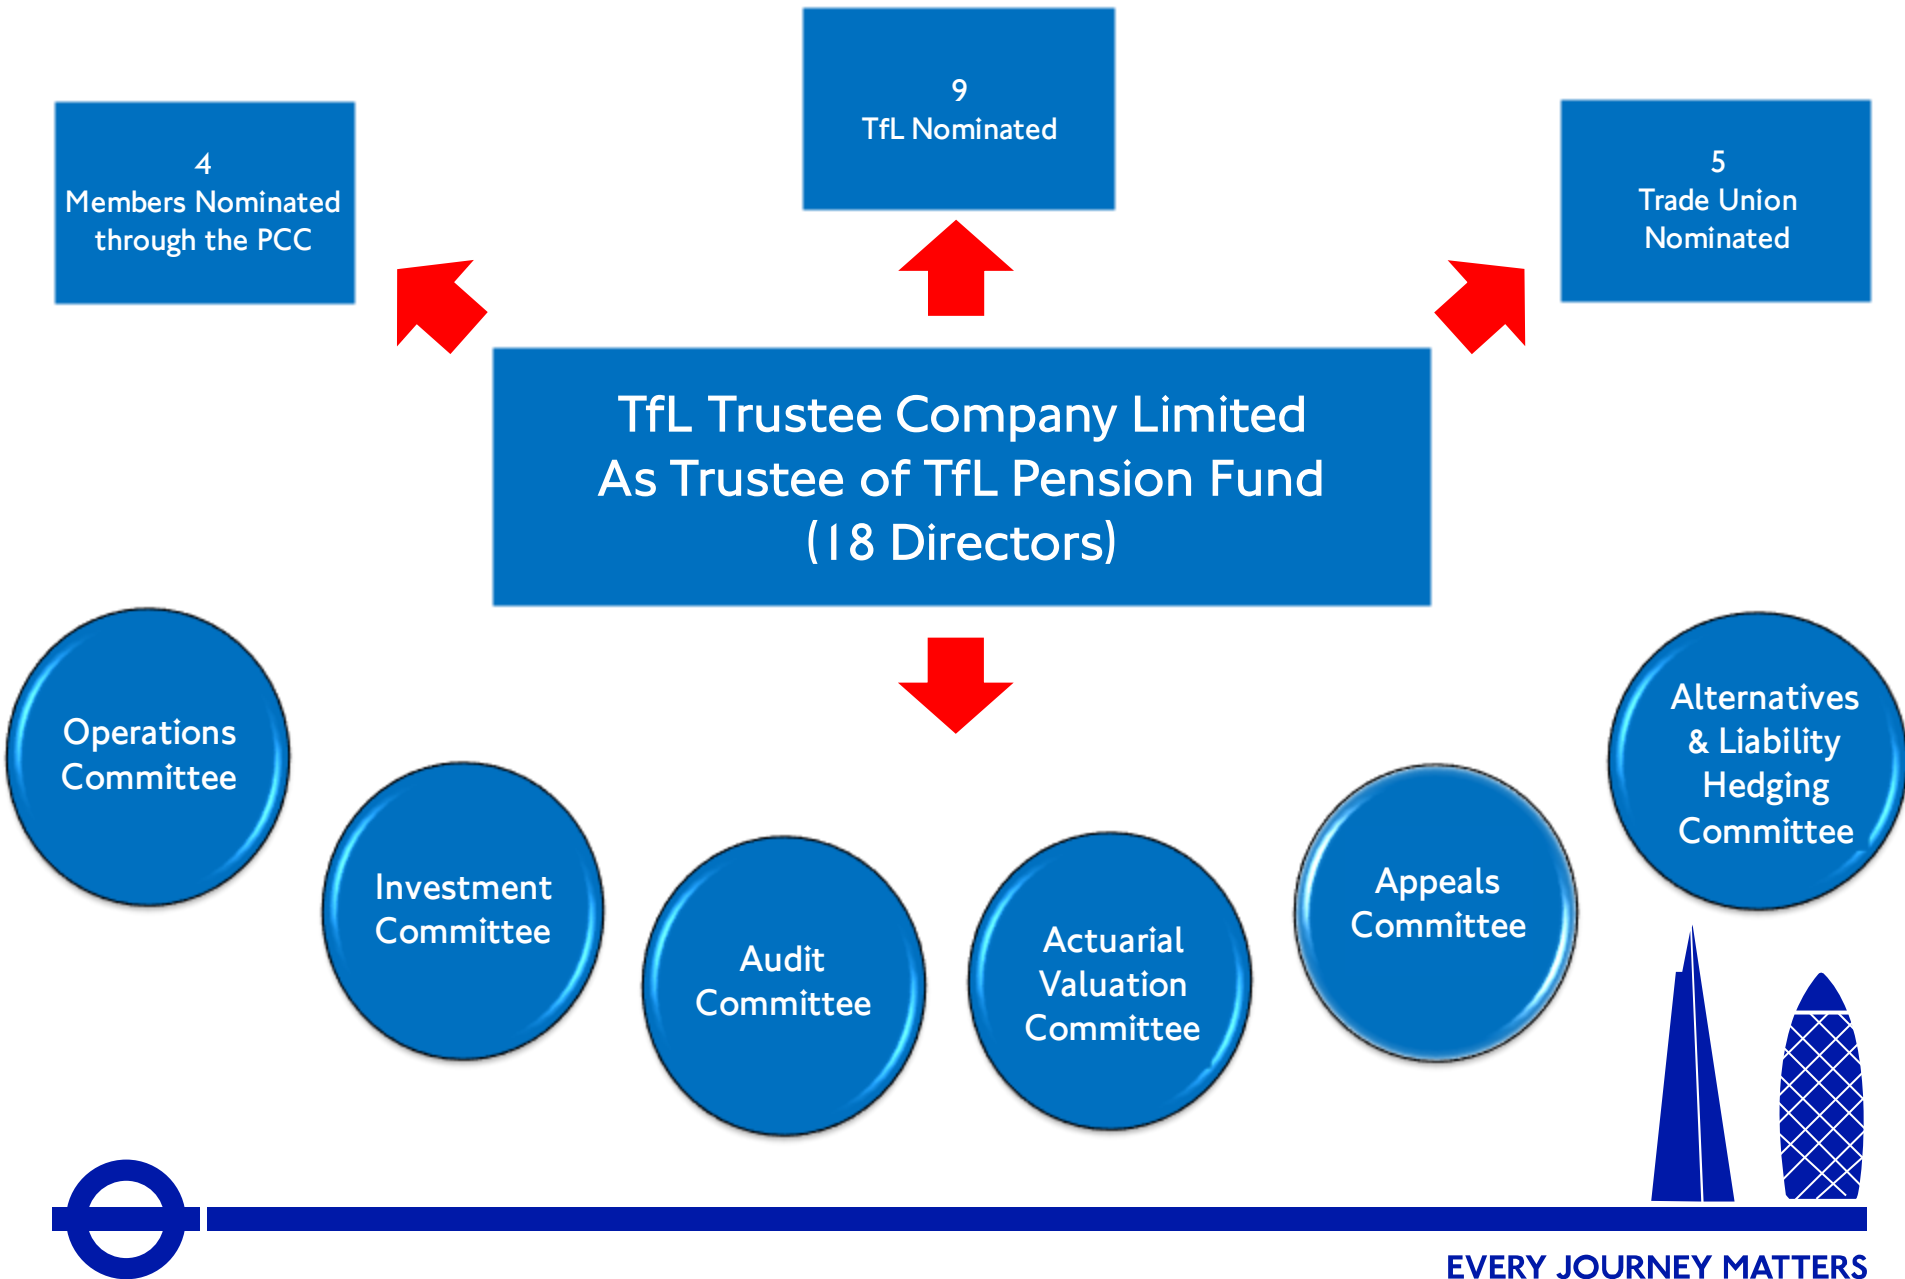 9
TfL Nominated
4
Members Nominated
through the PCC
5
Trade Union
Nominated
TfL Trustee Company Limited
As Trustee of TfL Pension Fund
(18 Directors)
Operations
Committee
Investment
Committee
Audit
Committee
Actuarial
Valuation
Committee
Appeals
Committee
Alternatives
& Liability
Hedging
Committee
EVERY JOURNEY MATTERS